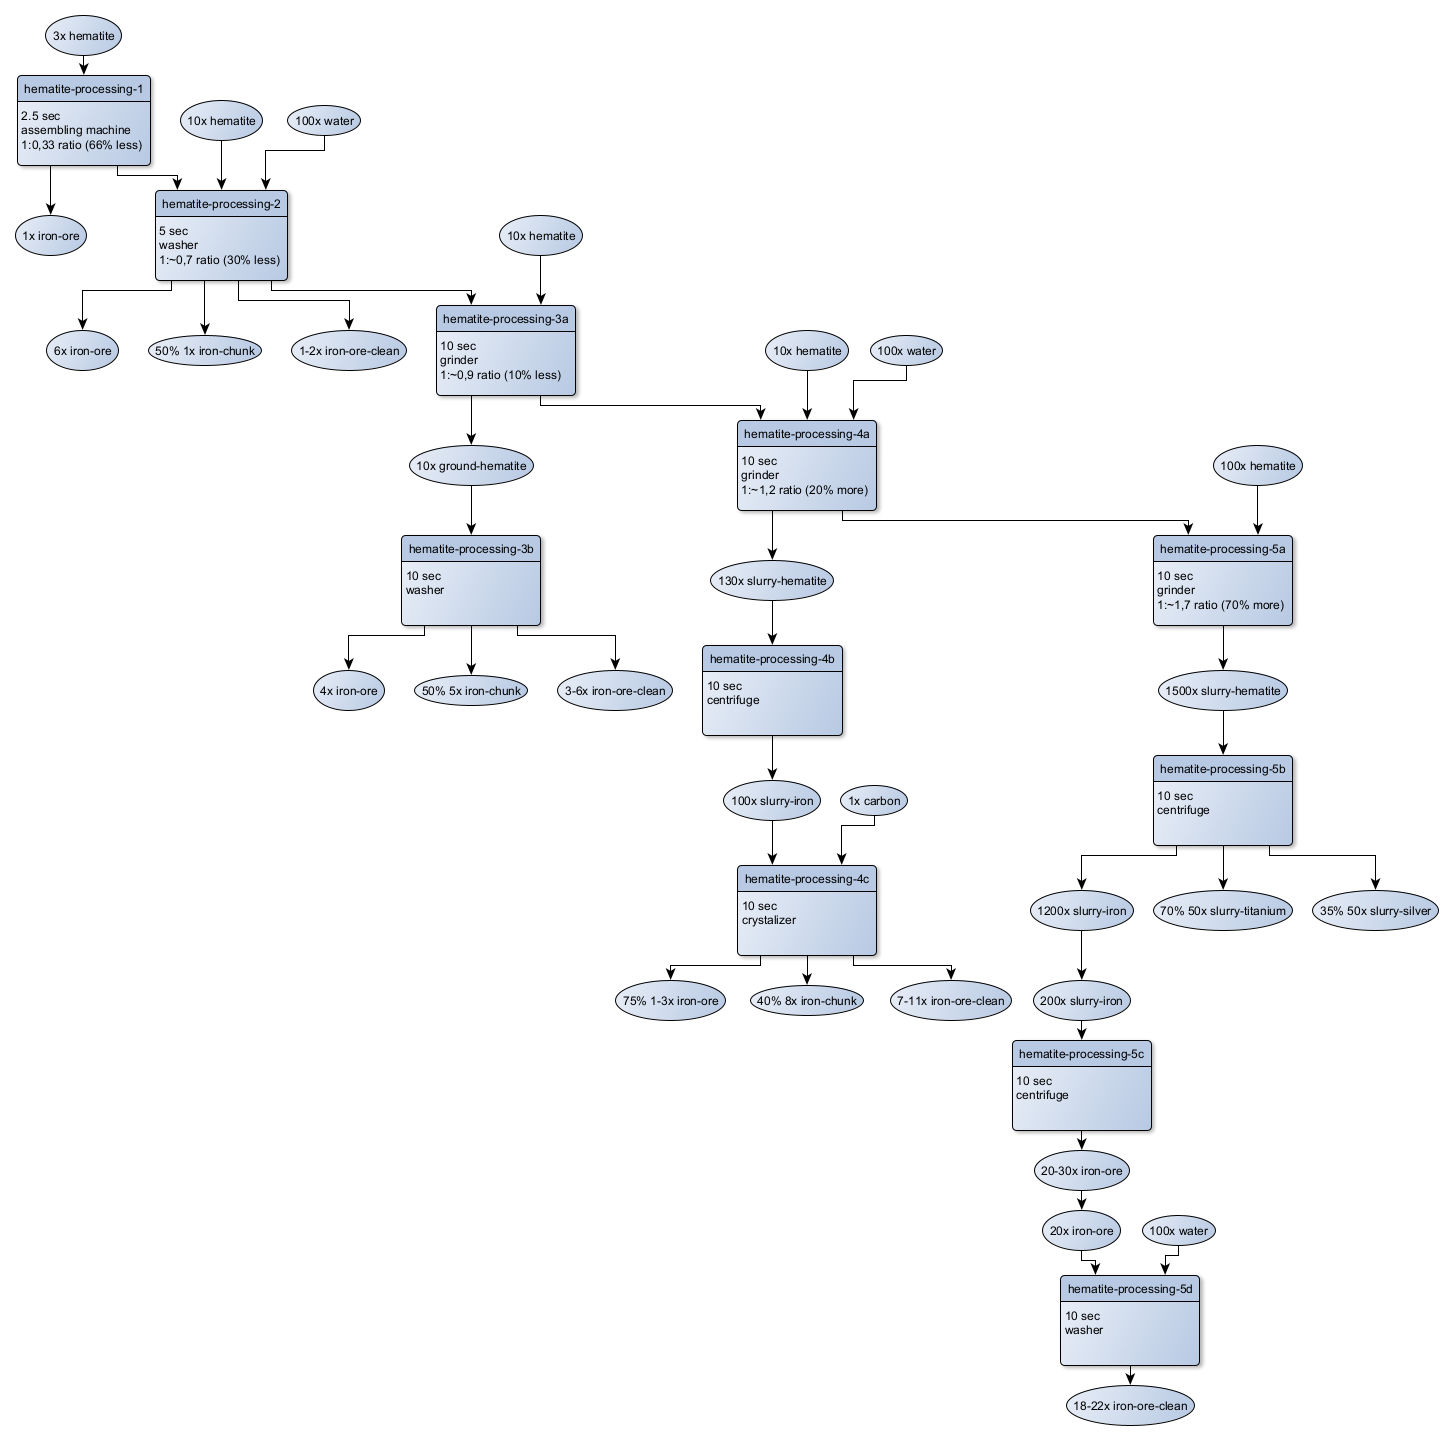 3x hematite
hematite-processing-1
2.5 sec
assembling machine
1:0,33 ratio (66% less)
1x iron-ore
10x hematite
100x water
hematite-processing-2
5 sec
washer
1:~0,7 ratio (30% less)
6x iron-ore
50% 1x iron-chunk
1-2x iron-ore-clean
10x hematite
hematite-processing-3a
10 sec
grinder
1:~0,9 ratio (10% less)
10x ground-hematite
hematite-processing-3b
10 sec
washer
4x iron-ore
50% 5x iron-chunk
3-6x iron-ore-clean
10x hematite
100x water
hematite-processing-4a
10 sec
grinder
1:~1,2 ratio (20% more)
130x slurry-hematite
hematite-processing-4b
10 sec
centrifuge
100x slurry-iron
1x carbon
hematite-processing-4c
10 sec
crystalizer
75% 1-3x iron-ore
40% 8x iron-chunk
7-11x iron-ore-clean
100x hematite
hematite-processing-5a
10 sec
grinder
1:~1,7 ratio (70% more)
1500x slurry-hematite
hematite-processing-5b
10 sec
centrifuge
1200x slurry-iron
70% 50x slurry-titanium
35% 50x slurry-silver
200x slurry-iron
hematite-processing-5c
10 sec
centrifuge
20-30x iron-ore
20x iron-ore
100x water
hematite-processing-5d
10 sec
washer
18-22x iron-ore-clean